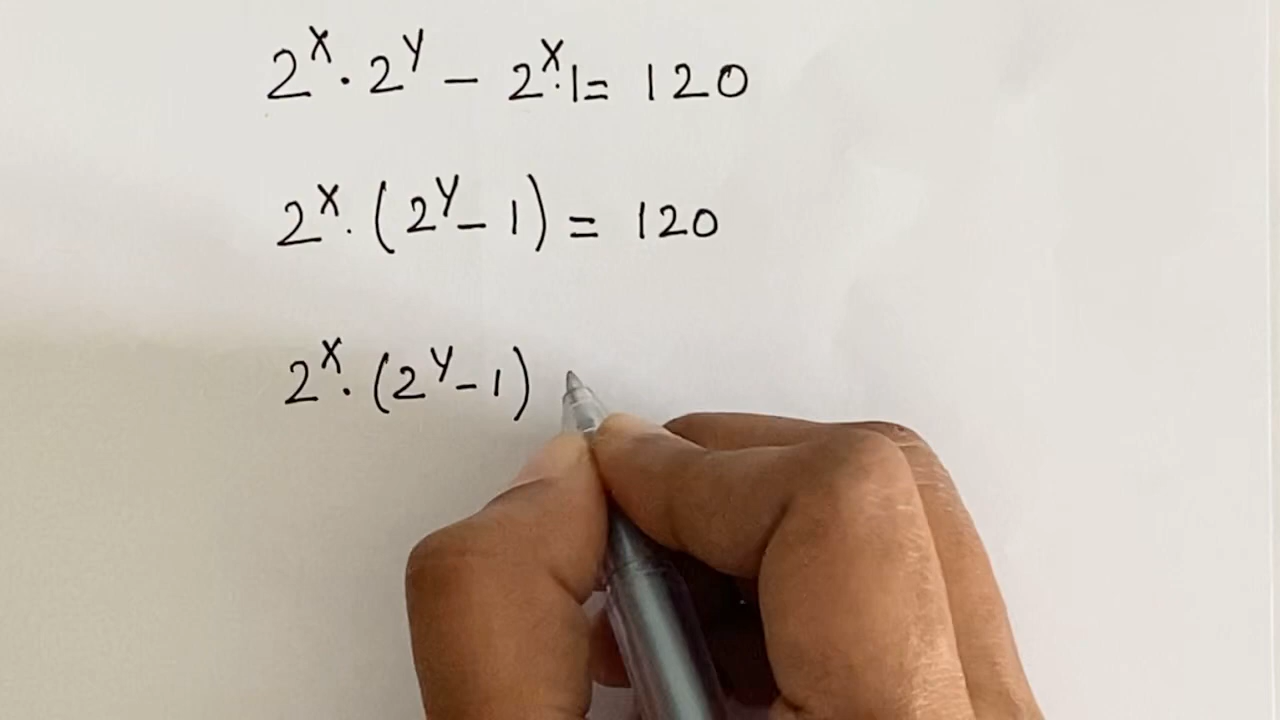 2^x · 2^y - 2^x · 1 = 120
2^x · (2^y - 1) = 120
2^x · (2^y - 1)